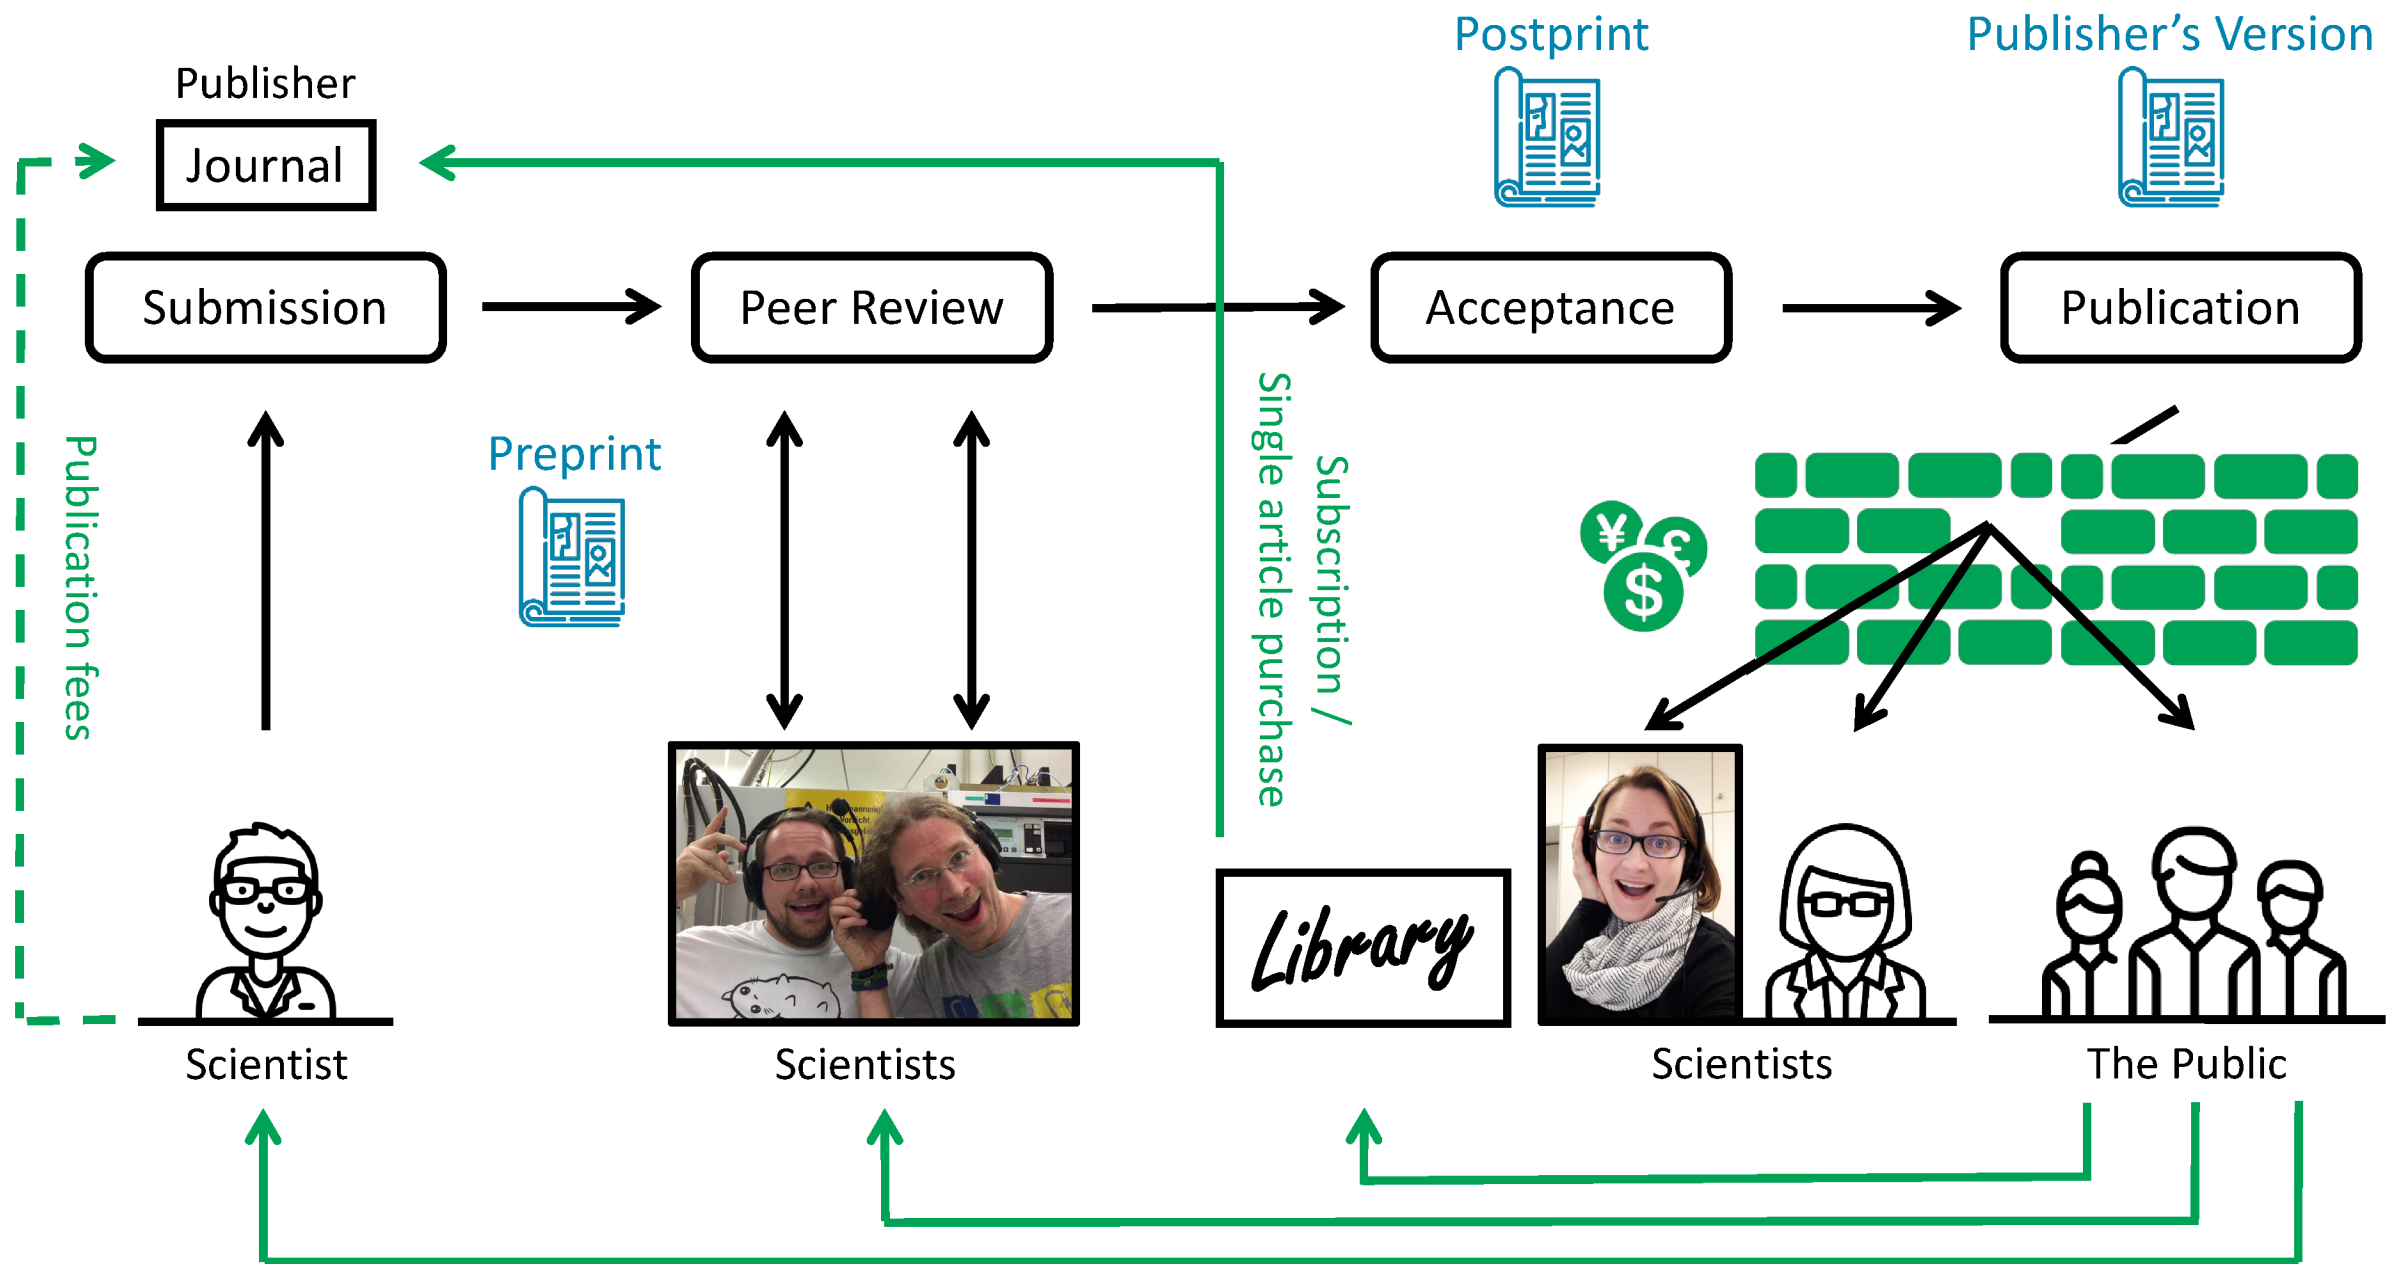 Postprint
Publisher's Version
Publisher
Journal
Submission
Peer Review
Acceptance
Publication
Publication fees
Preprint
Subscription /
Single article purchase
¥
£
$
Library
Scientist
Scientists
Scientists
The Public